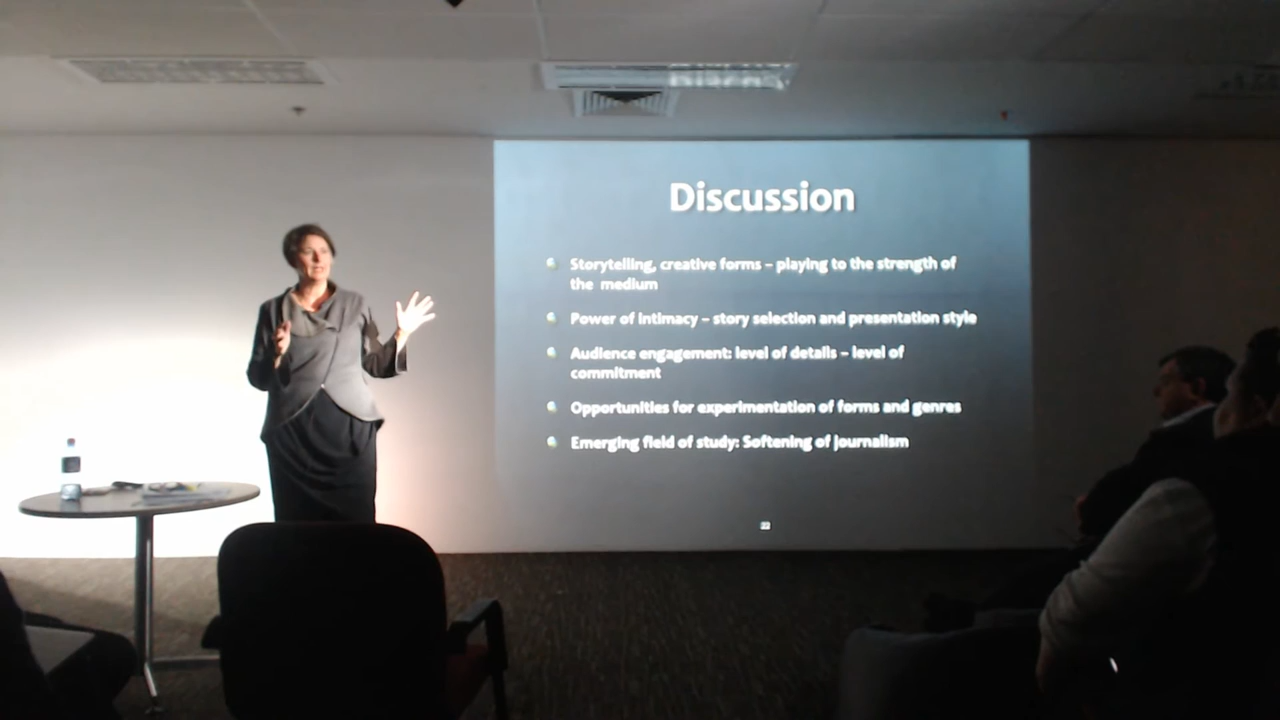 Discussion
Storytelling, creative forms – playing to the strength of
the medium
Power of intimacy – story selection and presentation style
Audience engagement: level of details – level of
commitment
Opportunities for experimentation of forms and genres
Emerging field of study: Softening of journalism